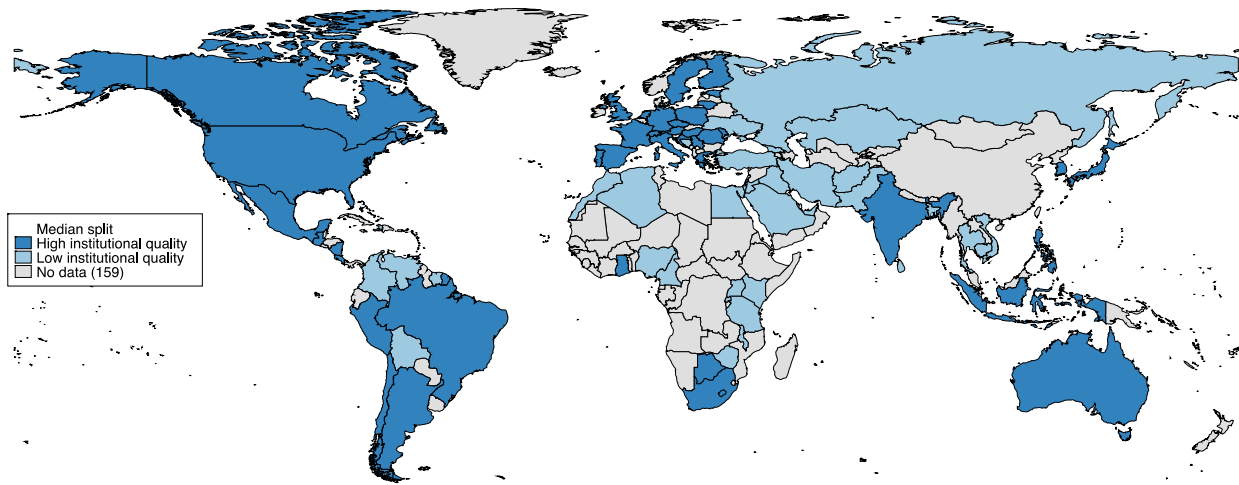 Median split
High institutional quality
Low institutional quality
No data (159)